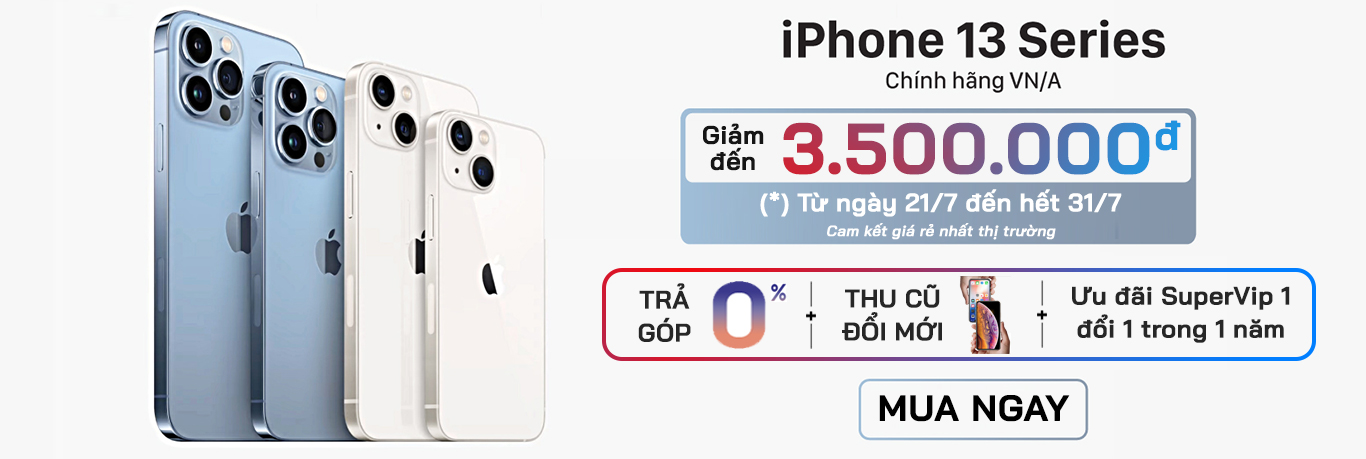 iPhone 13 Series
Chính hãng VN/A
Giảm
đến
3.500.000đ
(*) Từ ngày 21/7 đến hết 31/7
Cam kết giá rẻ nhất thị trường
TRẢ
GÓP
0%
+
THU CŨ
ĐỔI MỚI
+
Ưu đãi SuperVip 1
đổi 1 trong 1 năm
MUA NGAY